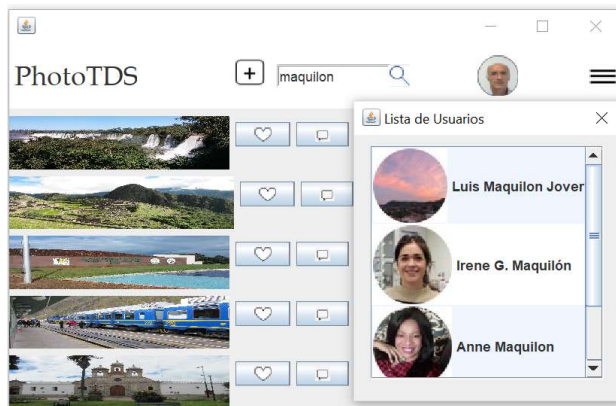 PhotoTDS
maquilon
Lista de Usuarios
Luis Maquilon Jover
Irene G. Maquilón
Anne Maquilon